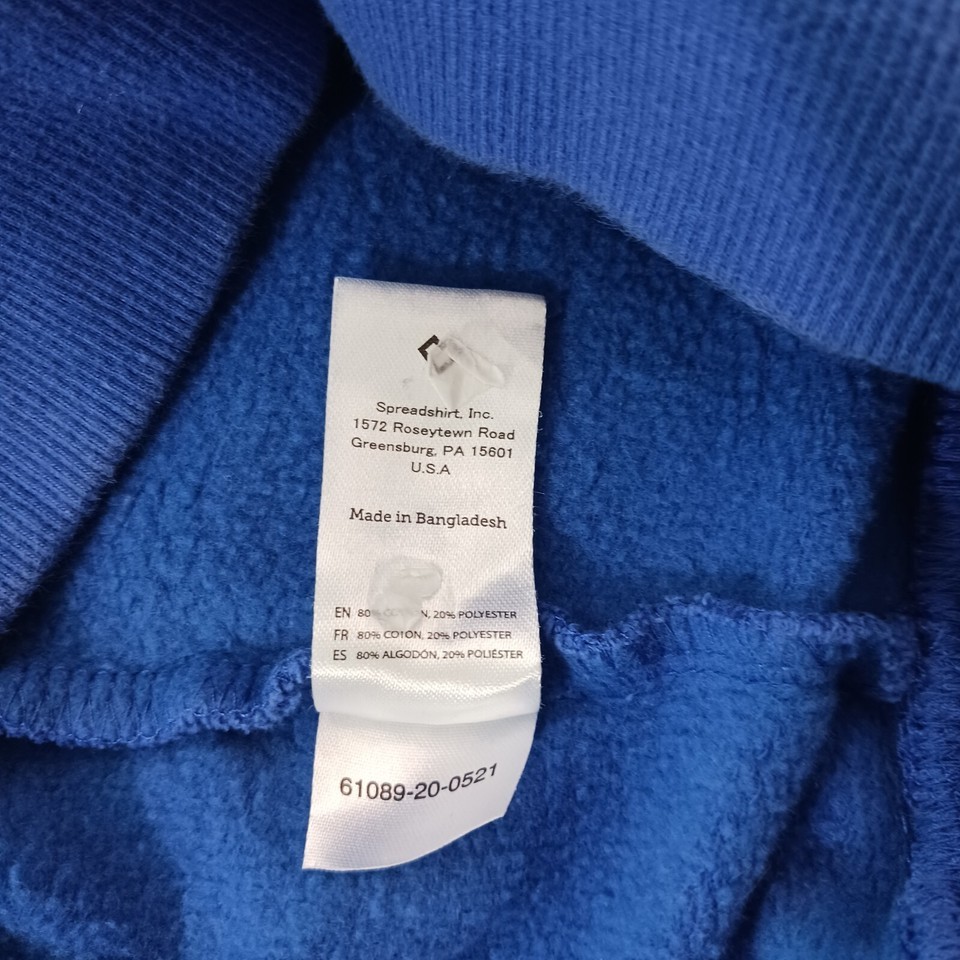 Spreadshirt, Inc.
1572 Roseytewn Road
Greensburg, PA 15601
U.S.A
Made in Bangladesh
EN 80% 20% POLYESTER
FR 80% COTON, 20% POLYESTER
ES 80% ALGODÓN, 20% POLIÉSTER
61089-20-0521